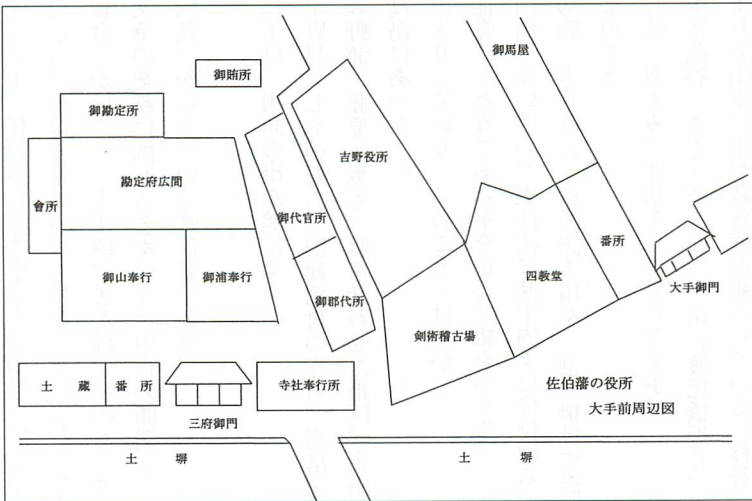 御賄所
御馬屋
御勘定所
吉野役所
勘定府広間
會所
御代官所
番所
御山奉行
御浦奉行
四教堂
大手御門
御郡代所
剣術稽古場
土蔵
番所
寺社奉行所
佐伯藩の役所
大手前周辺図
三府御門
土塀
土塀